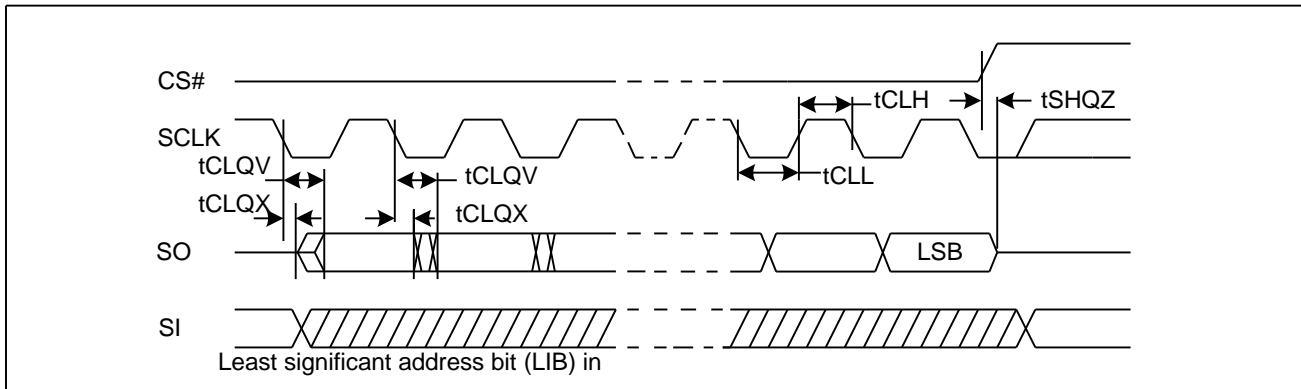 CS#
tCLH
tSHQZ
SCLK
tCLQV
tCLQV
tCLL
tCLQX
tCLQX
SO
LSB
SI
Least significant address bit (LIB) in